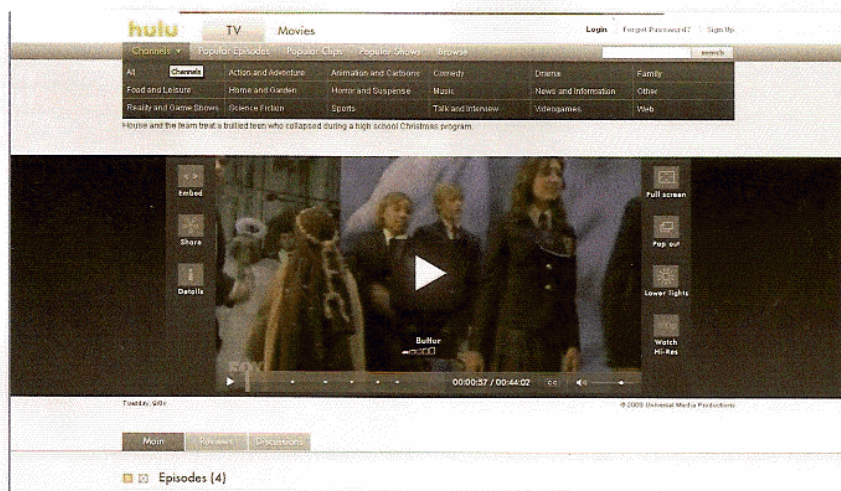 hulu TV Movies Login Forgot Password? Sign Up
Channels Popular Episodes Popular Clips Popular Shows Browse search
All Channels Action and Adventure Animation and Cartoons Comedy Drama Family
Food and Leisure Home and Garden Horror and Suspense Music News and Information Other
Reality and Game Shows Science Fiction Sports Talk and Interview Videogames Web
House and the team treat a bullied teen who collapsed during a high school Christmas program.
Embed Full screen
Share Pop out
Details Lower lights
Buffer Watch
Hi-Res
FOX
00:00:57 / 00:44:02 cc
Tuesday, © 2008 Universal Media Productions
Main Reviews Discussions
Episodes (4)